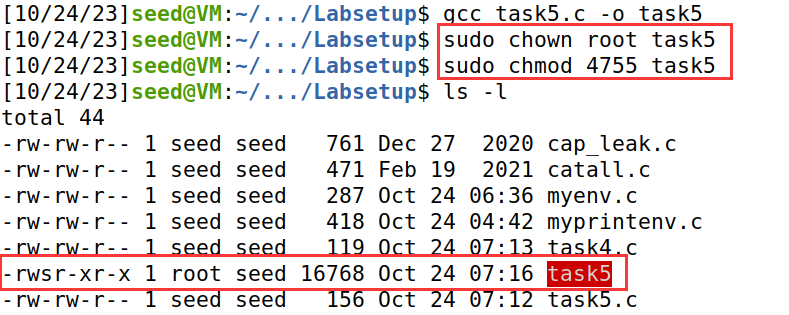 [10/24/23]seed@VM:~/.../Labsetup$ gcc task5.c -o task5
[10/24/23]seed@VM:~/.../Labsetup$ sudo chown root task5
[10/24/23]seed@VM:~/.../Labsetup$ sudo chmod 4755 task5
[10/24/23]seed@VM:~/.../Labsetup$ ls -l
total 44
-rw-rw-r-- 1 seed seed   761 Dec 27  2020 cap_leak.c
-rw-rw-r-- 1 seed seed   471 Feb 19  2021 catall.c
-rw-rw-r-- 1 seed seed   287 Oct 24 06:36 myenv.c
-rw-rw-r-- 1 seed seed   418 Oct 24 04:42 myprintenv.c
-rw-rw-r-- 1 seed seed   119 Oct 24 07:13 task4.c
-rwsr-xr-x 1 root seed 16768 Oct 24 07:16 task5
-rw-rw-r-- 1 seed seed   156 Oct 24 07:12 task5.c